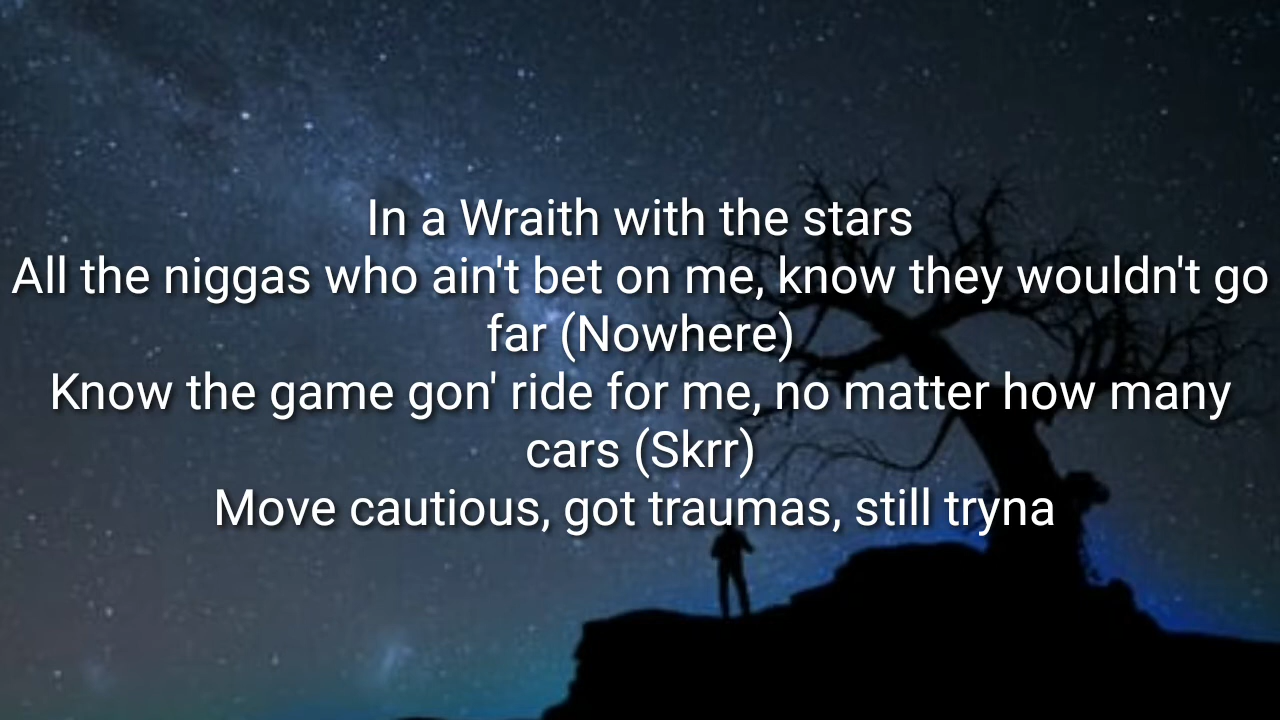 In a Wraith with the stars
All the niggas who ain't bet on me, know they wouldn't go
far (Nowhere)
Know the game gon' ride for me, no matter how many
cars (Skrr)
Move cautious, got traumas, still tryna